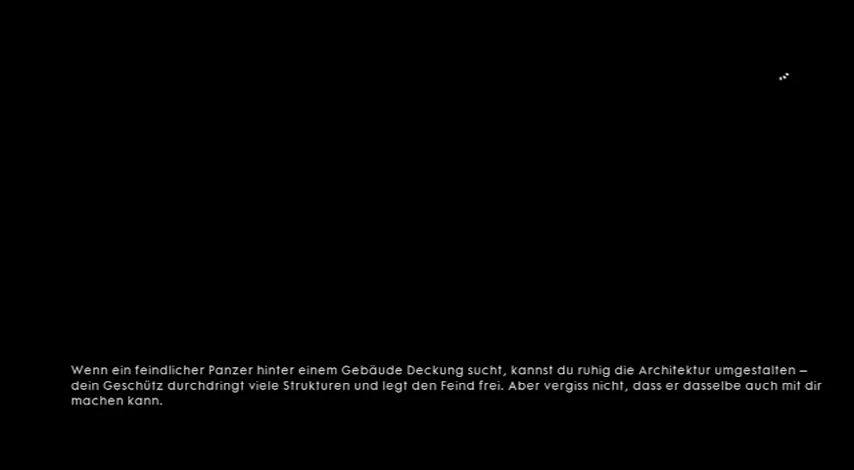 Wenn ein feindlicher Panzer hinter einem Gebäude Deckung sucht, kannst du ruhig die Architektur umgestalten –
dein Geschütz durchdringt viele Strukturen und legt den Feind frei. Aber vergiss nicht, dass er dasselbe auch mit dir
machen kann.